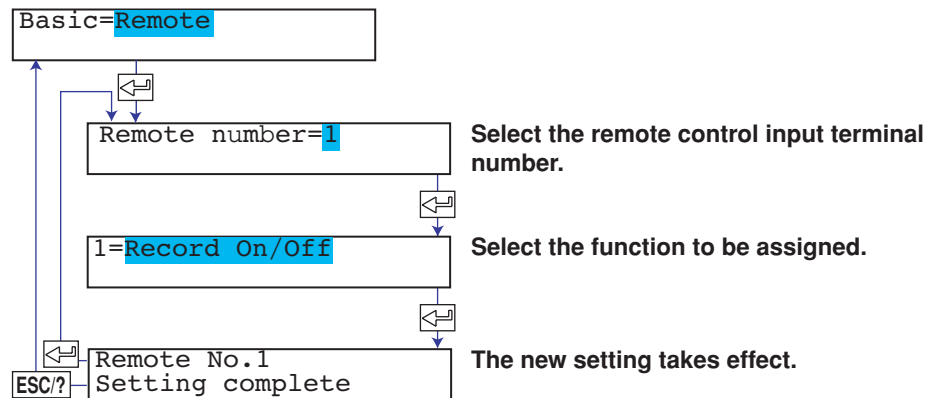 Basic=Remote
Remote number=1
Select the remote control input terminal
number.
1=Record On/Off
Select the function to be assigned.
Remote No.1
Setting complete
The new setting takes effect.
ESC/?